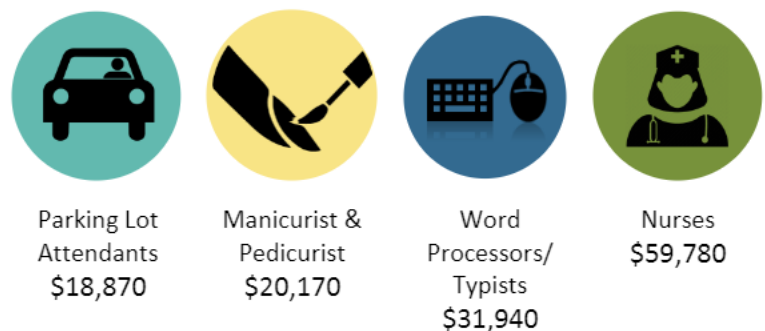 Parking Lot
Attendants
$18,870
Manicurist &
Pedicurist
$20,170
Word
Processors/
Typists
$31,940
Nurses
$59,780